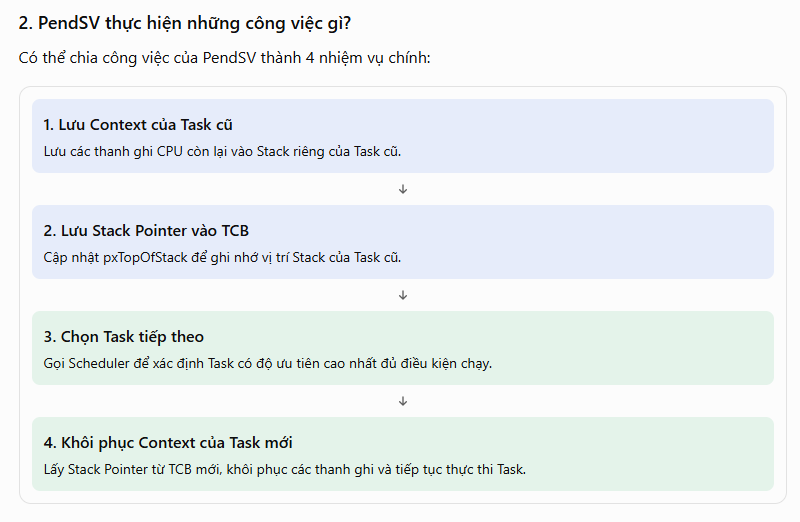 2. PendSV thực hiện những công việc gì?
Có thể chia công việc của PendSV thành 4 nhiệm vụ chính:
1. Lưu Context của Task cũ
Lưu các thanh ghi CPU còn lại vào Stack riêng của Task cũ.
↓
2. Lưu Stack Pointer vào TCB
Cập nhật pxTopOfStack để ghi nhớ vị trí Stack của Task cũ.
↓
3. Chọn Task tiếp theo
Gọi Scheduler để xác định Task có độ ưu tiên cao nhất đủ điều kiện chạy.
↓
4. Khôi phục Context của Task mới
Lấy Stack Pointer từ TCB mới, khôi phục các thanh ghi và tiếp tục thực thi Task.